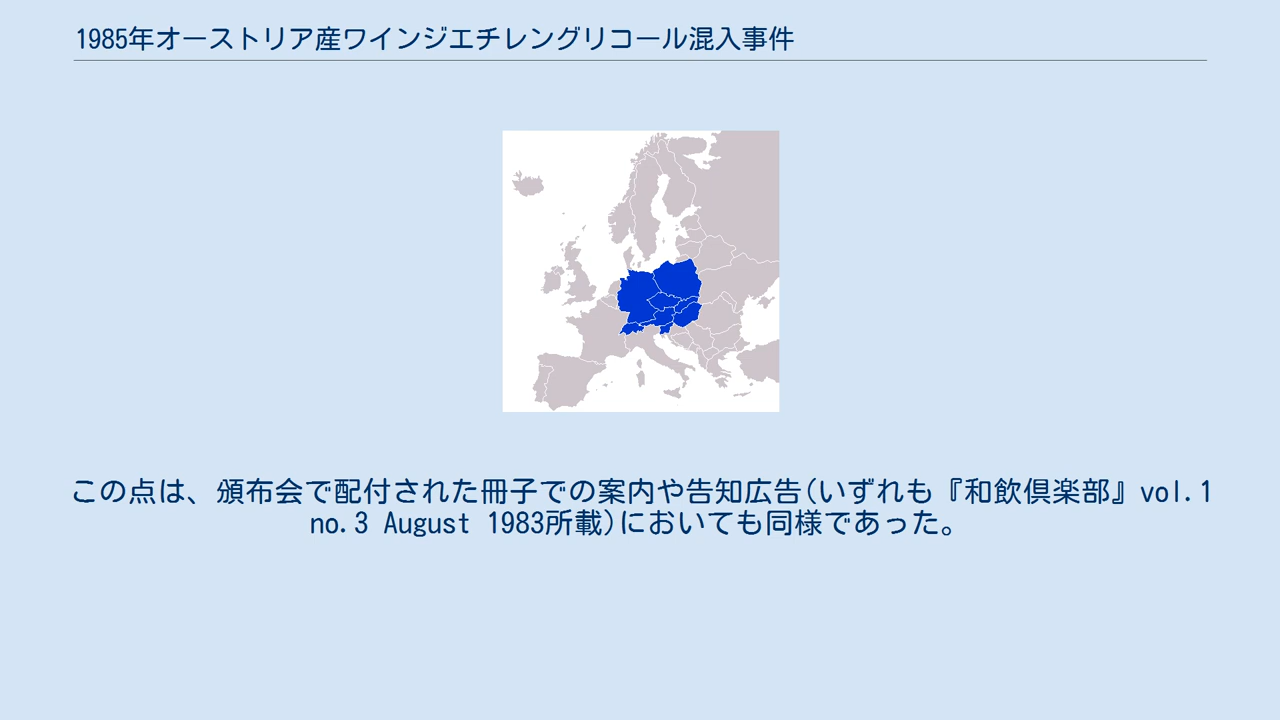 1985年オーストリア産ワインジエチレングリコール混入事件
この点は、頒布会で配付された冊子での案内や告知広告(いずれも『和飲倶楽部』vol.1
no.3 August 1983所載)においても同様であった。